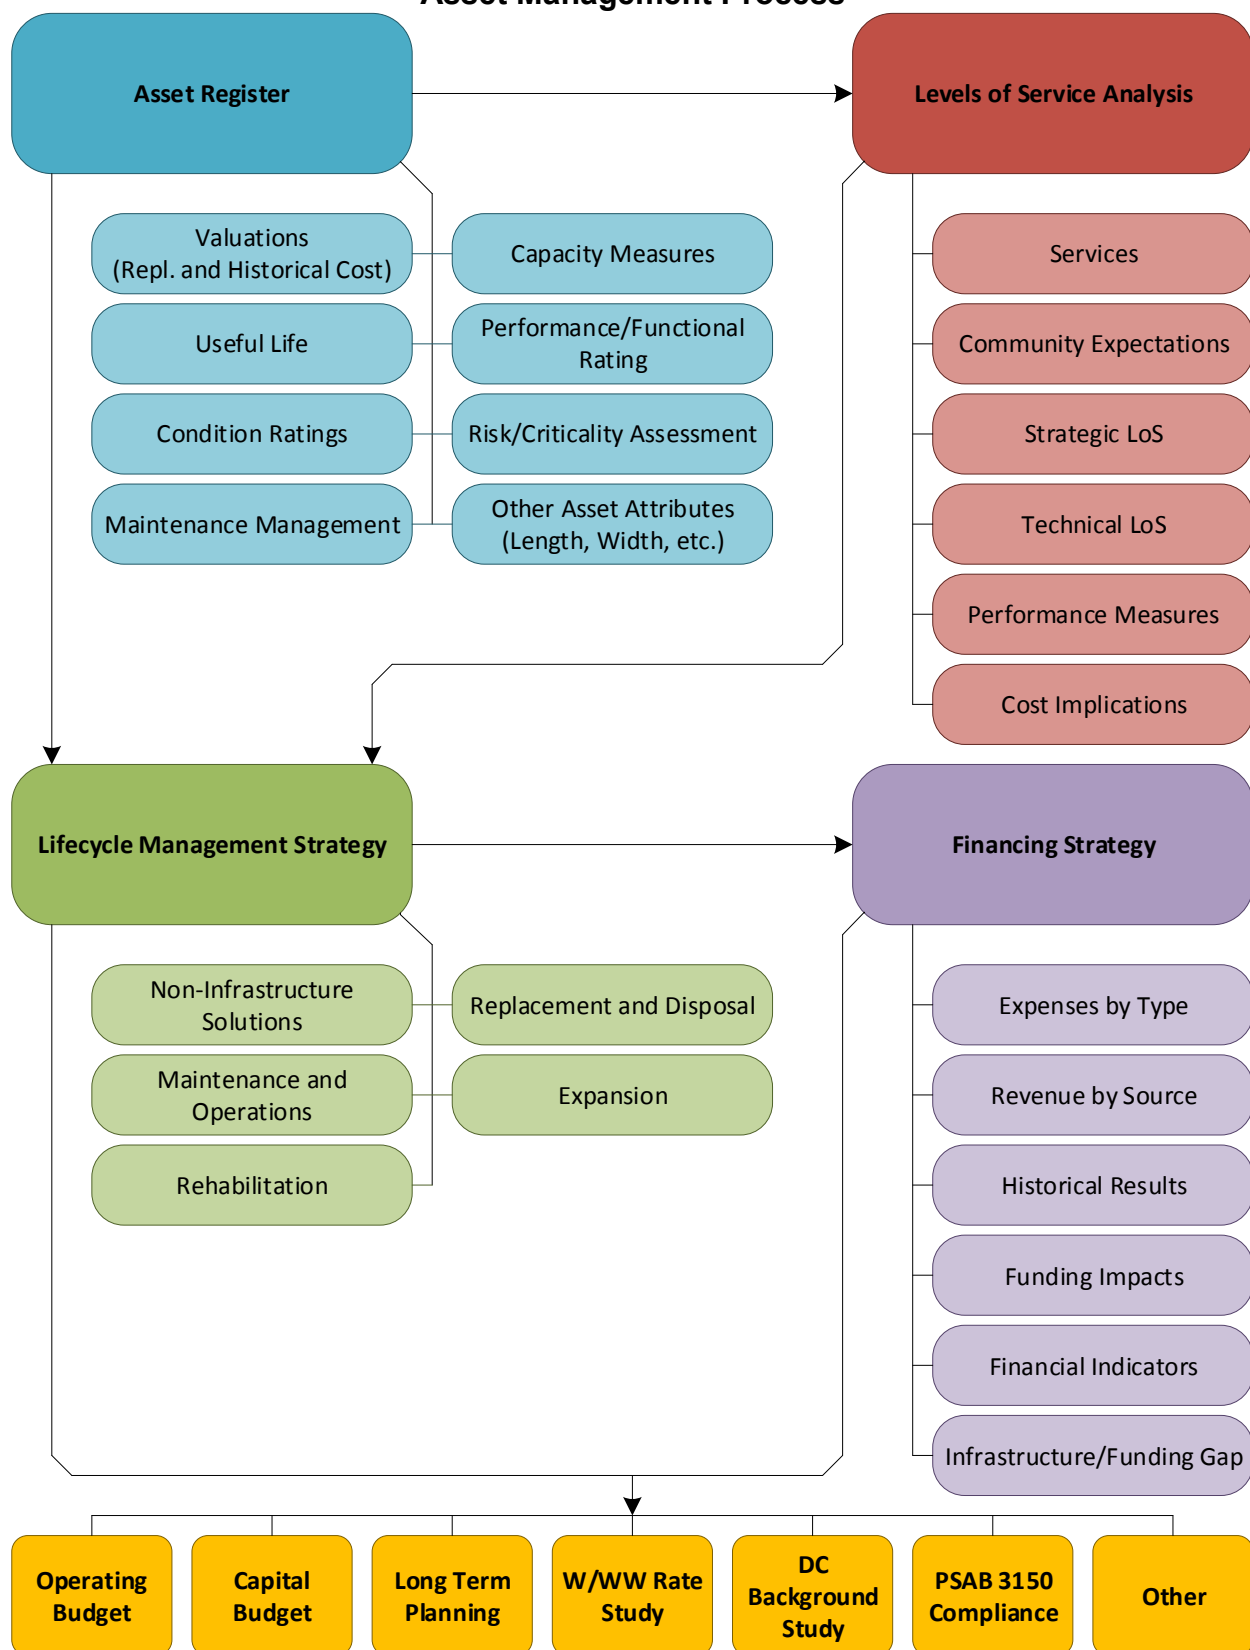 Asset Management Process
Asset Register
Levels of Service Analysis
Valuations
(Repl. and Historical Cost)
Capacity Measures
Useful Life
Performance/Functional
Rating
Condition Ratings
Risk/Criticality Assessment
Maintenance Management
Other Asset Attributes
(Length, Width, etc.)
Services
Community Expectations
Strategic LoS
Technical LoS
Performance Measures
Cost Implications
Lifecycle Management Strategy
Financing Strategy
Non-Infrastructure
Solutions
Replacement and Disposal
Maintenance and
Operations
Expansion
Rehabilitation
Expenses by Type
Revenue by Source
Historical Results
Funding Impacts
Financial Indicators
Infrastructure/Funding Gap
Operating
Budget
Capital
Budget
Long Term
Planning
W/WW Rate
Study
DC
Background
Study
PSAB 3150
Compliance
Other